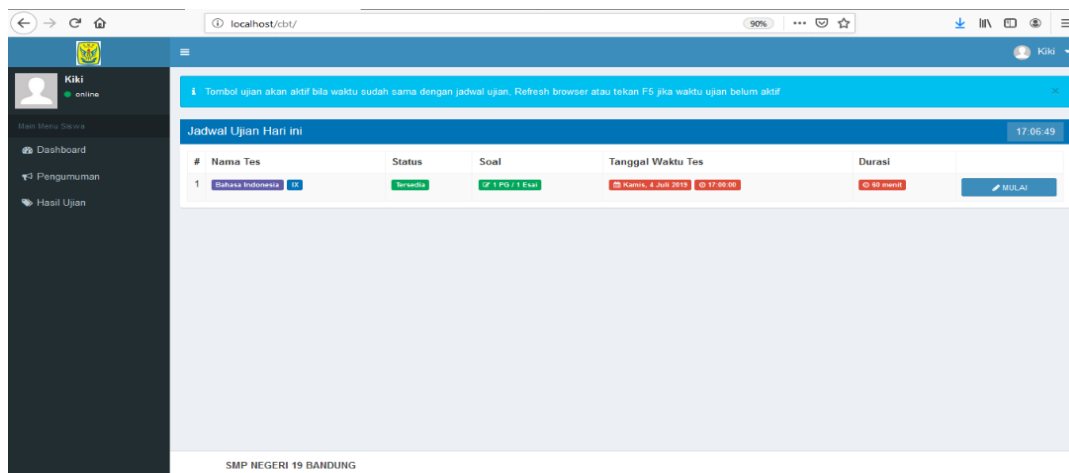 localhost/cbt/
90%
Kiki
Kiki
online
Tombol ujian akan aktif bila waktu sudah sama dengan jadwal ujian, Refresh browser atau tekan F5 jika waktu ujian belum aktif
Main Menu Siswa
Jadwal Ujian Hari ini 17:06:49
Dashboard
Pengumuman
Hasil Ujian
# Nama Tes Status Soal Tanggal Waktu Tes Durasi
1 Bahasa Indonesia IX Tersedia 1 PG / 1 Esai Kamis, 4 Juli 2019 17:00:00 60 menit MULAI
SMP NEGERI 19 BANDUNG